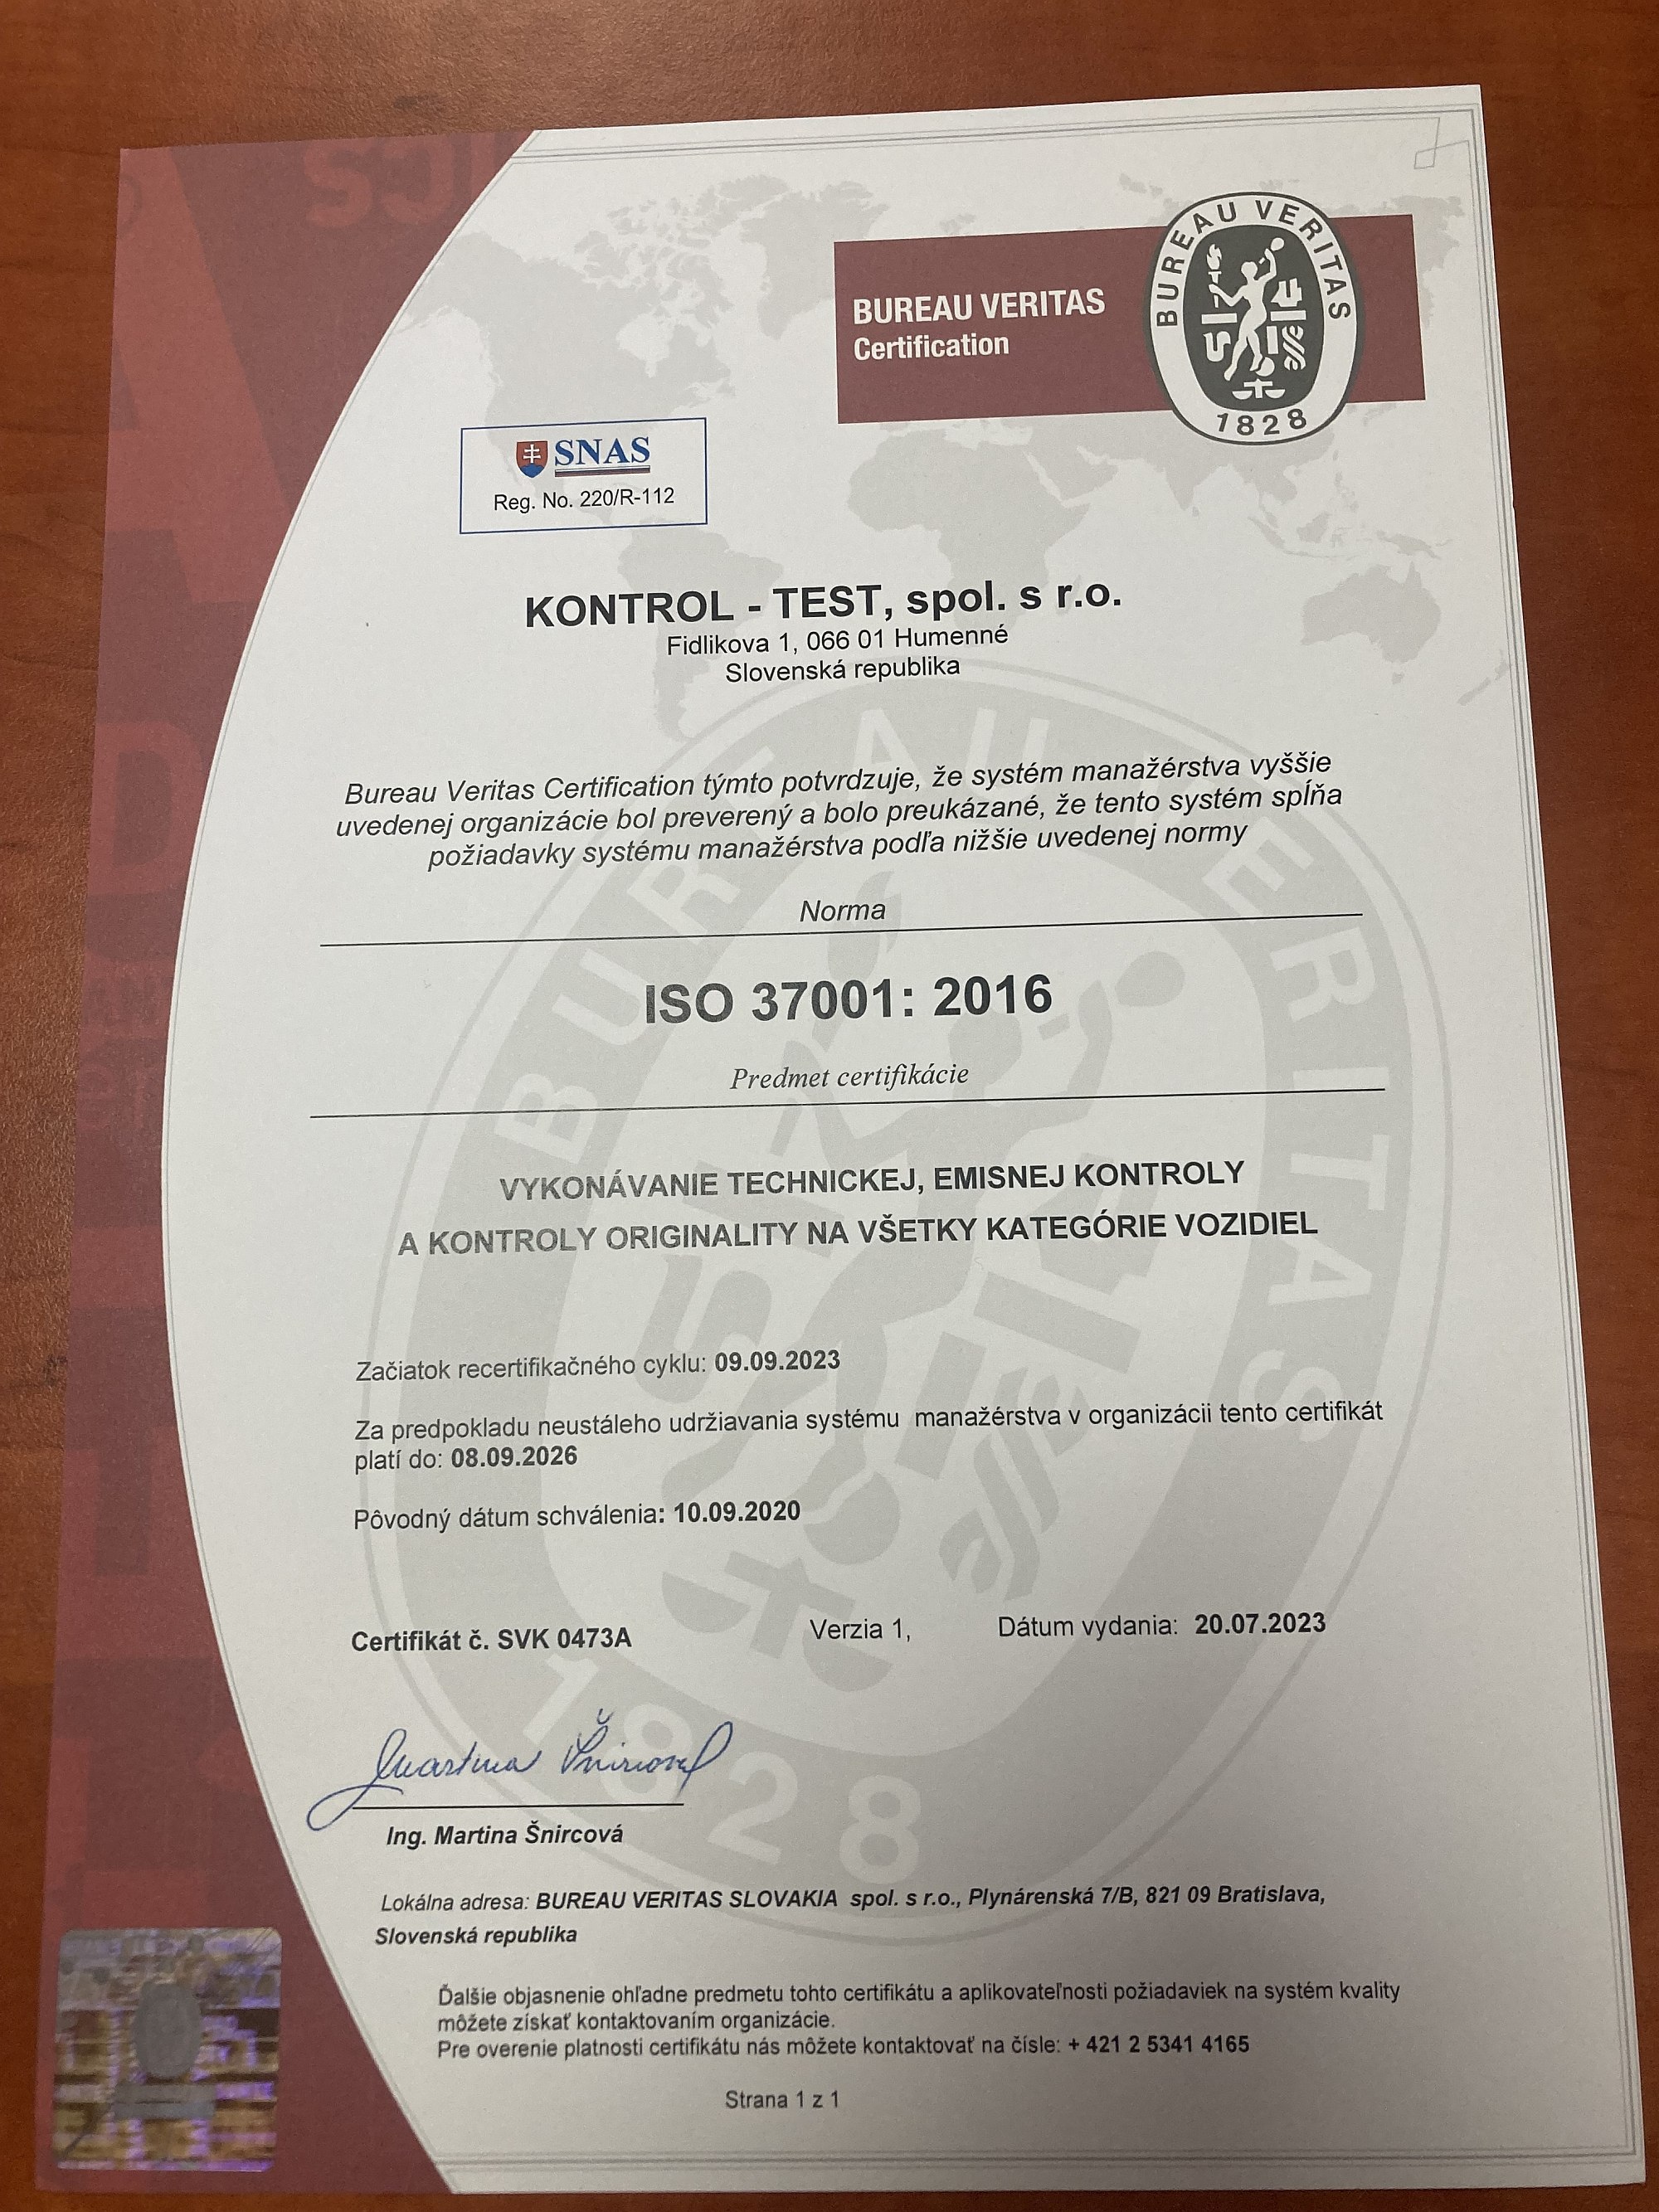 BUREAU VERITAS
Certification
BUREAU VERITAS
1828
SNAS
Reg. No. 220/R-112
KONTROL - TEST, spol. s r.o.
Fidlikova 1, 066 01 Humenné
Slovenská republika
Bureau Veritas Certification týmto potvrdzuje, že systém manažérstva vyššie
uvedenej organizácie bol preverený a bolo preukázané, že tento systém spĺňa
požiadavky systému manažérstva podľa nižšie uvedenej normy
Norma
ISO 37001: 2016
Predmet certifikácie
VYKONÁVANIE TECHNICKEJ, EMISNEJ KONTROLY
A KONTROLY ORIGINALITY NA VŠETKY KATEGÓRIE VOZIDIEL
Začiatok recertifikačného cyklu: 09.09.2023
Za predpokladu neustáleho udržiavania systému manažérstva v organizácii tento certifikát
platí do: 08.09.2026
Pôvodný dátum schválenia: 10.09.2020
Certifikát č. SVK 0473A Verzia 1, Dátum vydania: 20.07.2023
Martina Šnircová
Ing. Martina Šnircová
Lokálna adresa: BUREAU VERITAS SLOVAKIA spol. s r.o., Plynárenská 7/B, 821 09 Bratislava,
Slovenská republika
Ďalšie objasnenie ohľadne predmetu tohto certifikátu a aplikovateľnosti požiadaviek na systém kvality
môžete získať kontaktovaním organizácie.
Pre overenie platnosti certifikátu nás môžete kontaktovať na čísle: + 421 2 5341 4165
Strana 1 z 1
BUREAU VERITAS
1828